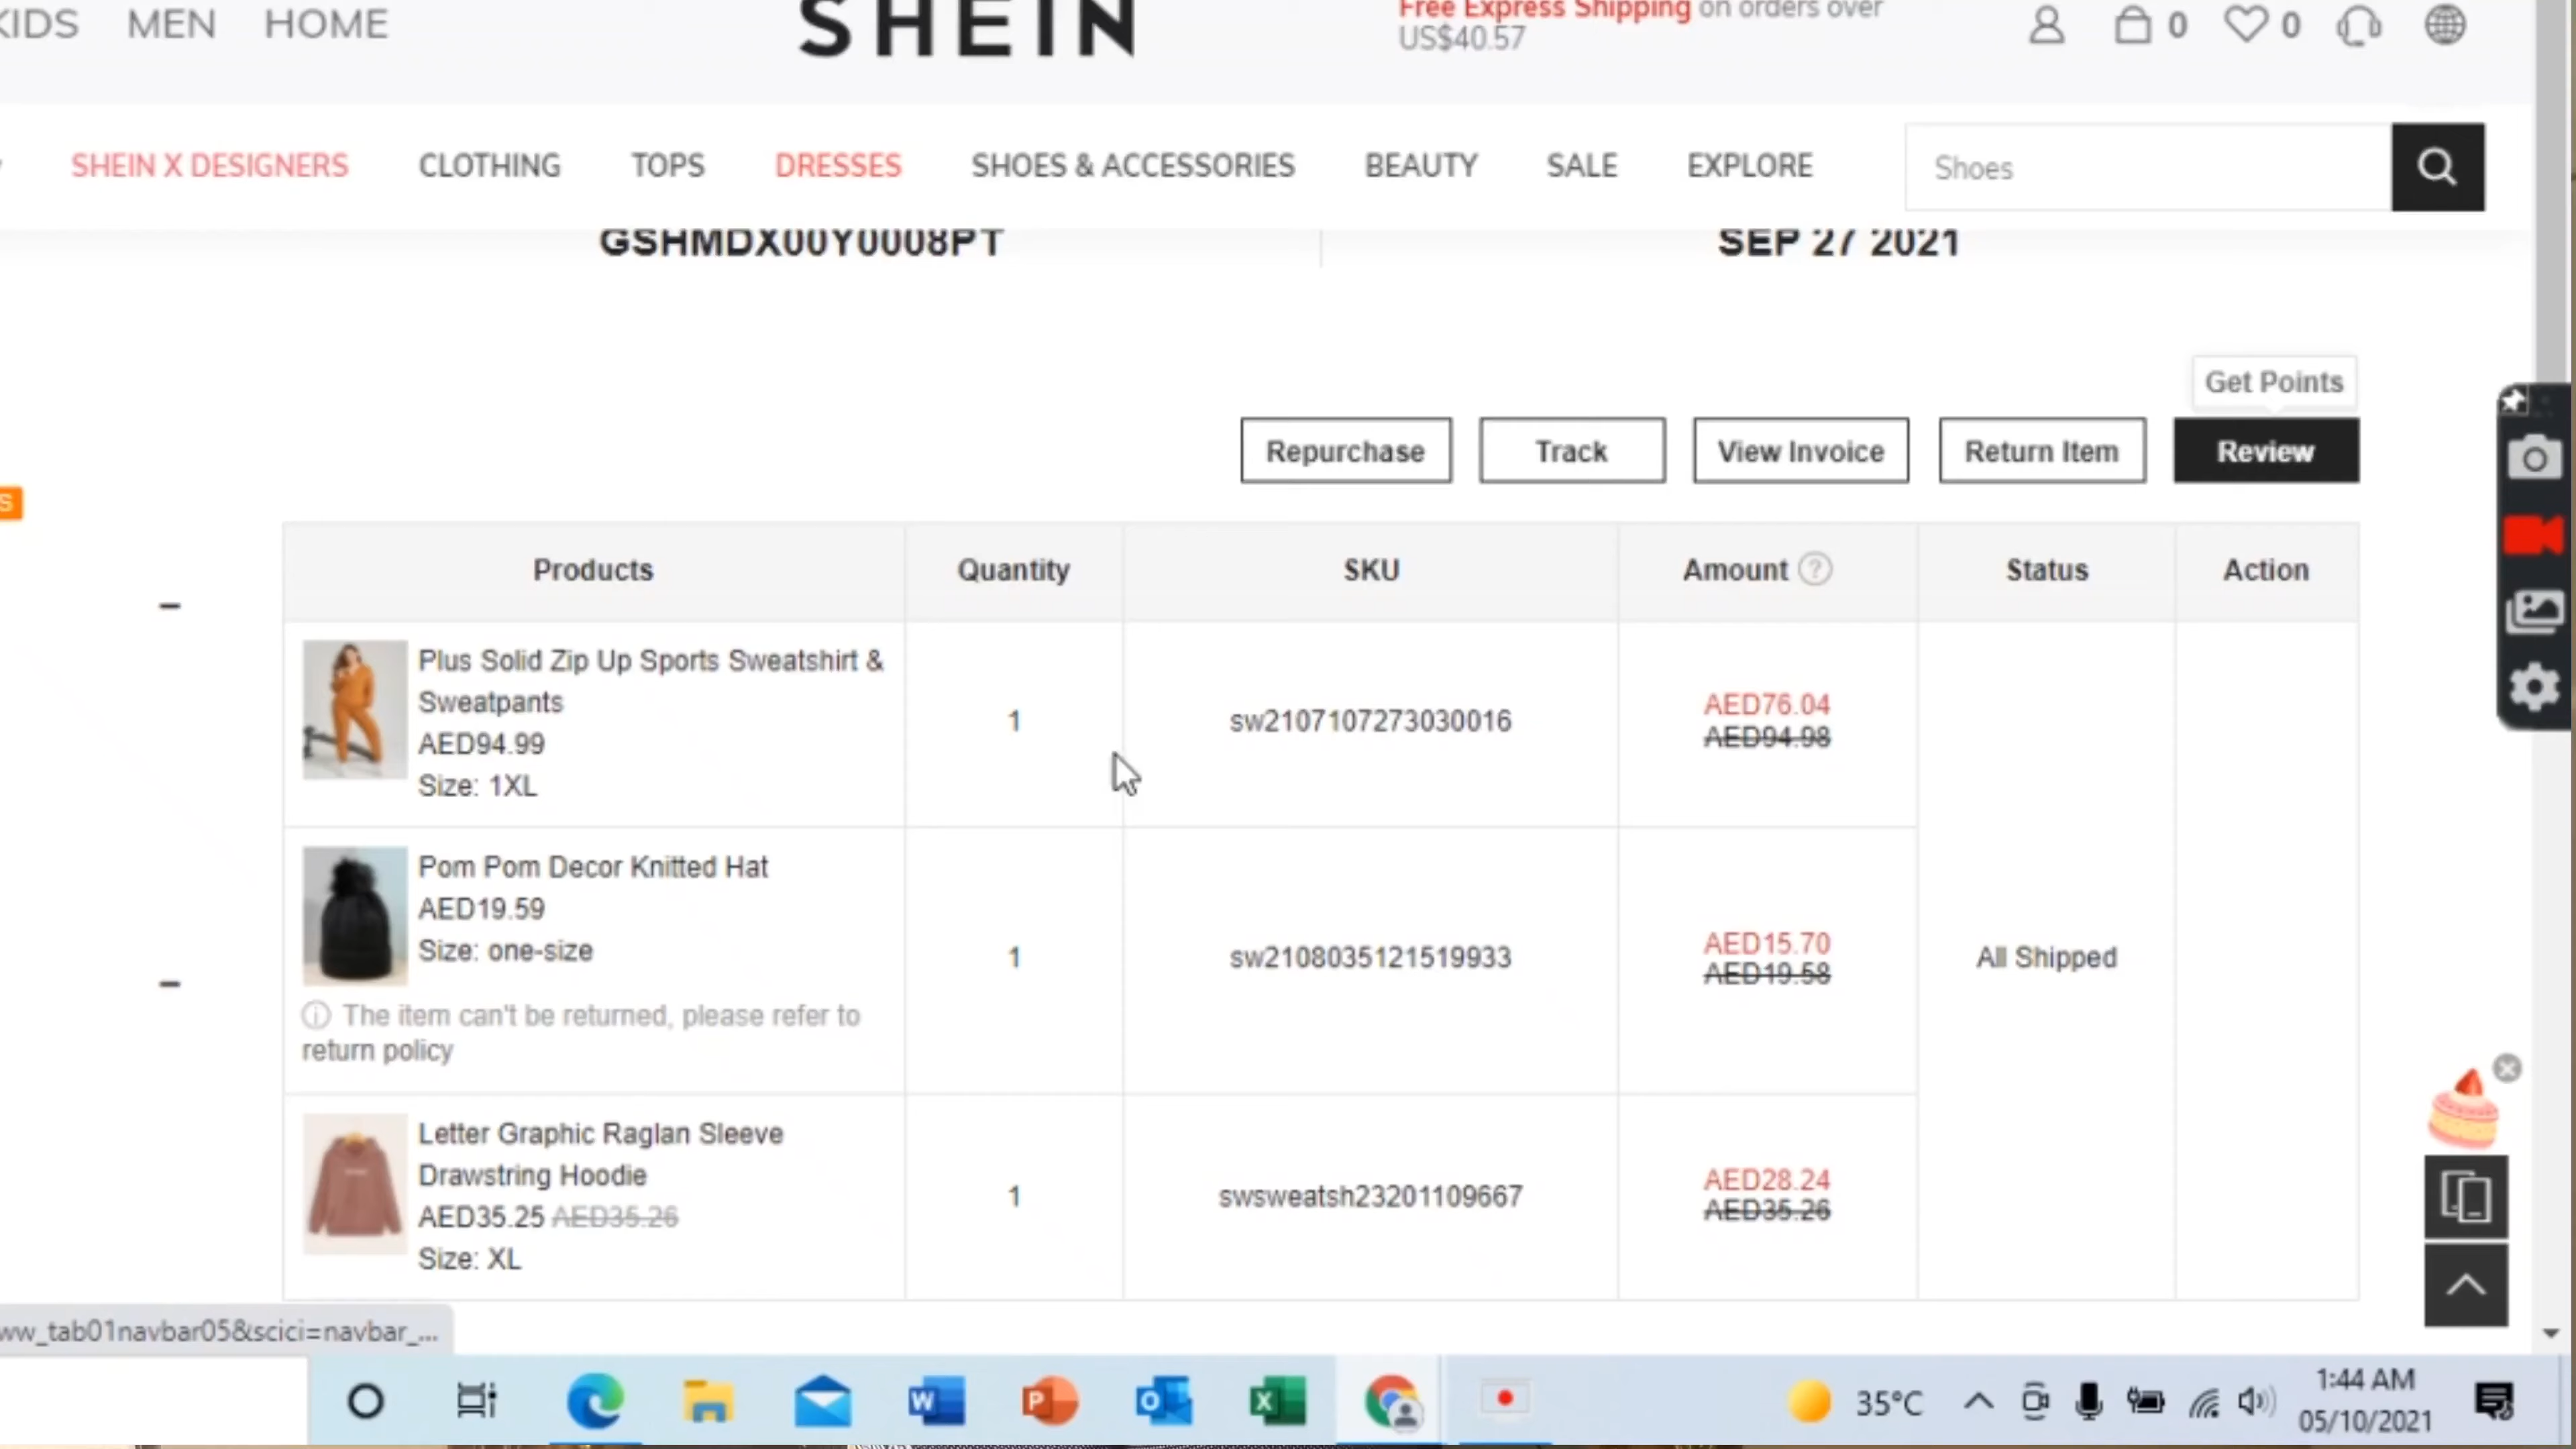 KIDS MEN HOME
SHEIN
Free Express Shipping on orders over
US$40.57
0 0
SHEIN X DESIGNERS CLOTHING TOPS DRESSES SHOES & ACCESSORIES BEAUTY SALE EXPLORE Shoes
GSHMDX00Y0008PT SEP 27 2021
Get Points
Repurchase Track View Invoice Return Item Review
S
Products Quantity SKU Amount ? Status Action
Plus Solid Zip Up Sports Sweatshirt &
Sweatpants
AED94.99
Size: 1XL
1
sw2107107273030016
AED76.04
AED94.98
Pom Pom Decor Knitted Hat
AED19.59
Size: one-size
The item can't be returned, please refer to
return policy
1
sw2108035121519933
AED15.70
AED19.58
All Shipped
Letter Graphic Raglan Sleeve
Drawstring Hoodie
AED35.25 AED35.26
Size: XL
1
swsweatsh23201109667
AED28.24
AED35.26
ww_tab01navbar05&scici=navbar_...
W P O X
35°C
1:44 AM
05/10/2021